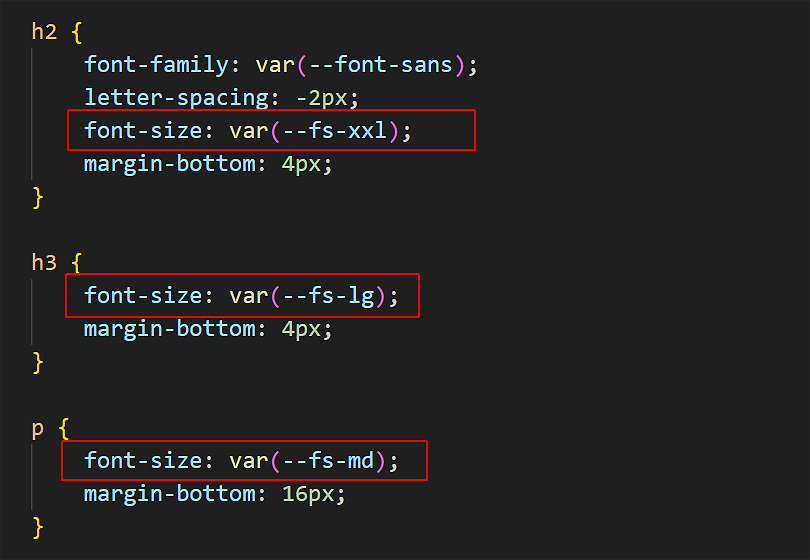 h2 {
    font-family: var(--font-sans);
    letter-spacing: -2px;
    font-size: var(--fs-xxl);
    margin-bottom: 4px;
}
h3 {
    font-size: var(--fs-lg);
    margin-bottom: 4px;
}
p {
    font-size: var(--fs-md);
    margin-bottom: 16px;
}